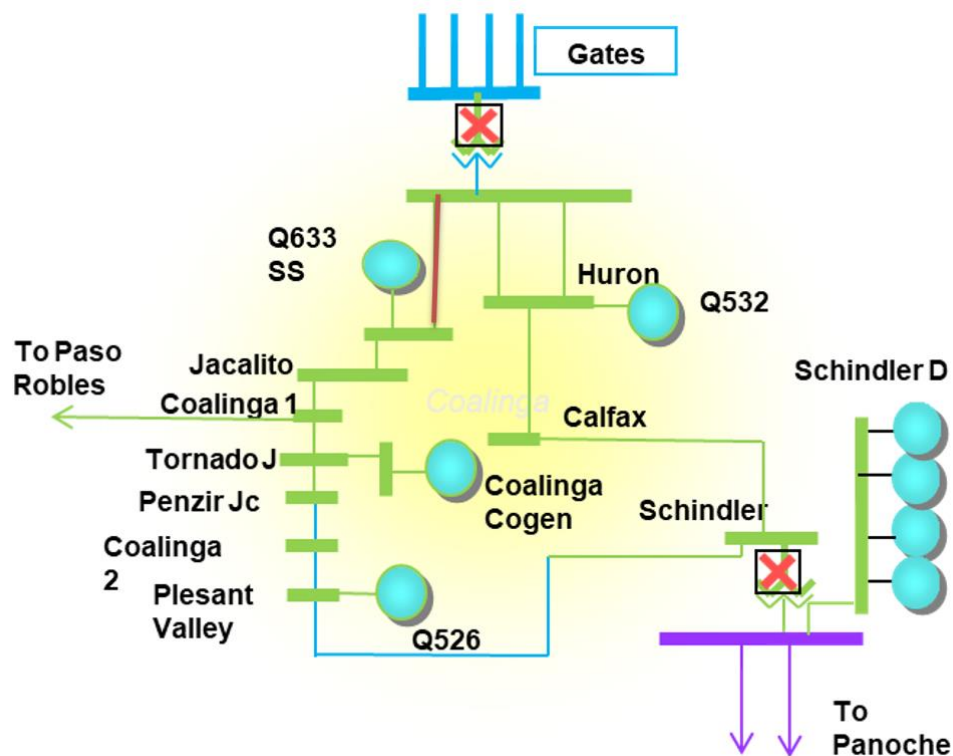 Gates
Q633
SS
Huron
Q532
To Paso
Robles
Jacalito
Schindler D
Coalinga 1
Coalinga
Calfax
Tornado J
Coalinga
Cogen
Penzir Jc
Schindler
Coalinga
2
Plesant
Valley
Q526
To
Panoche